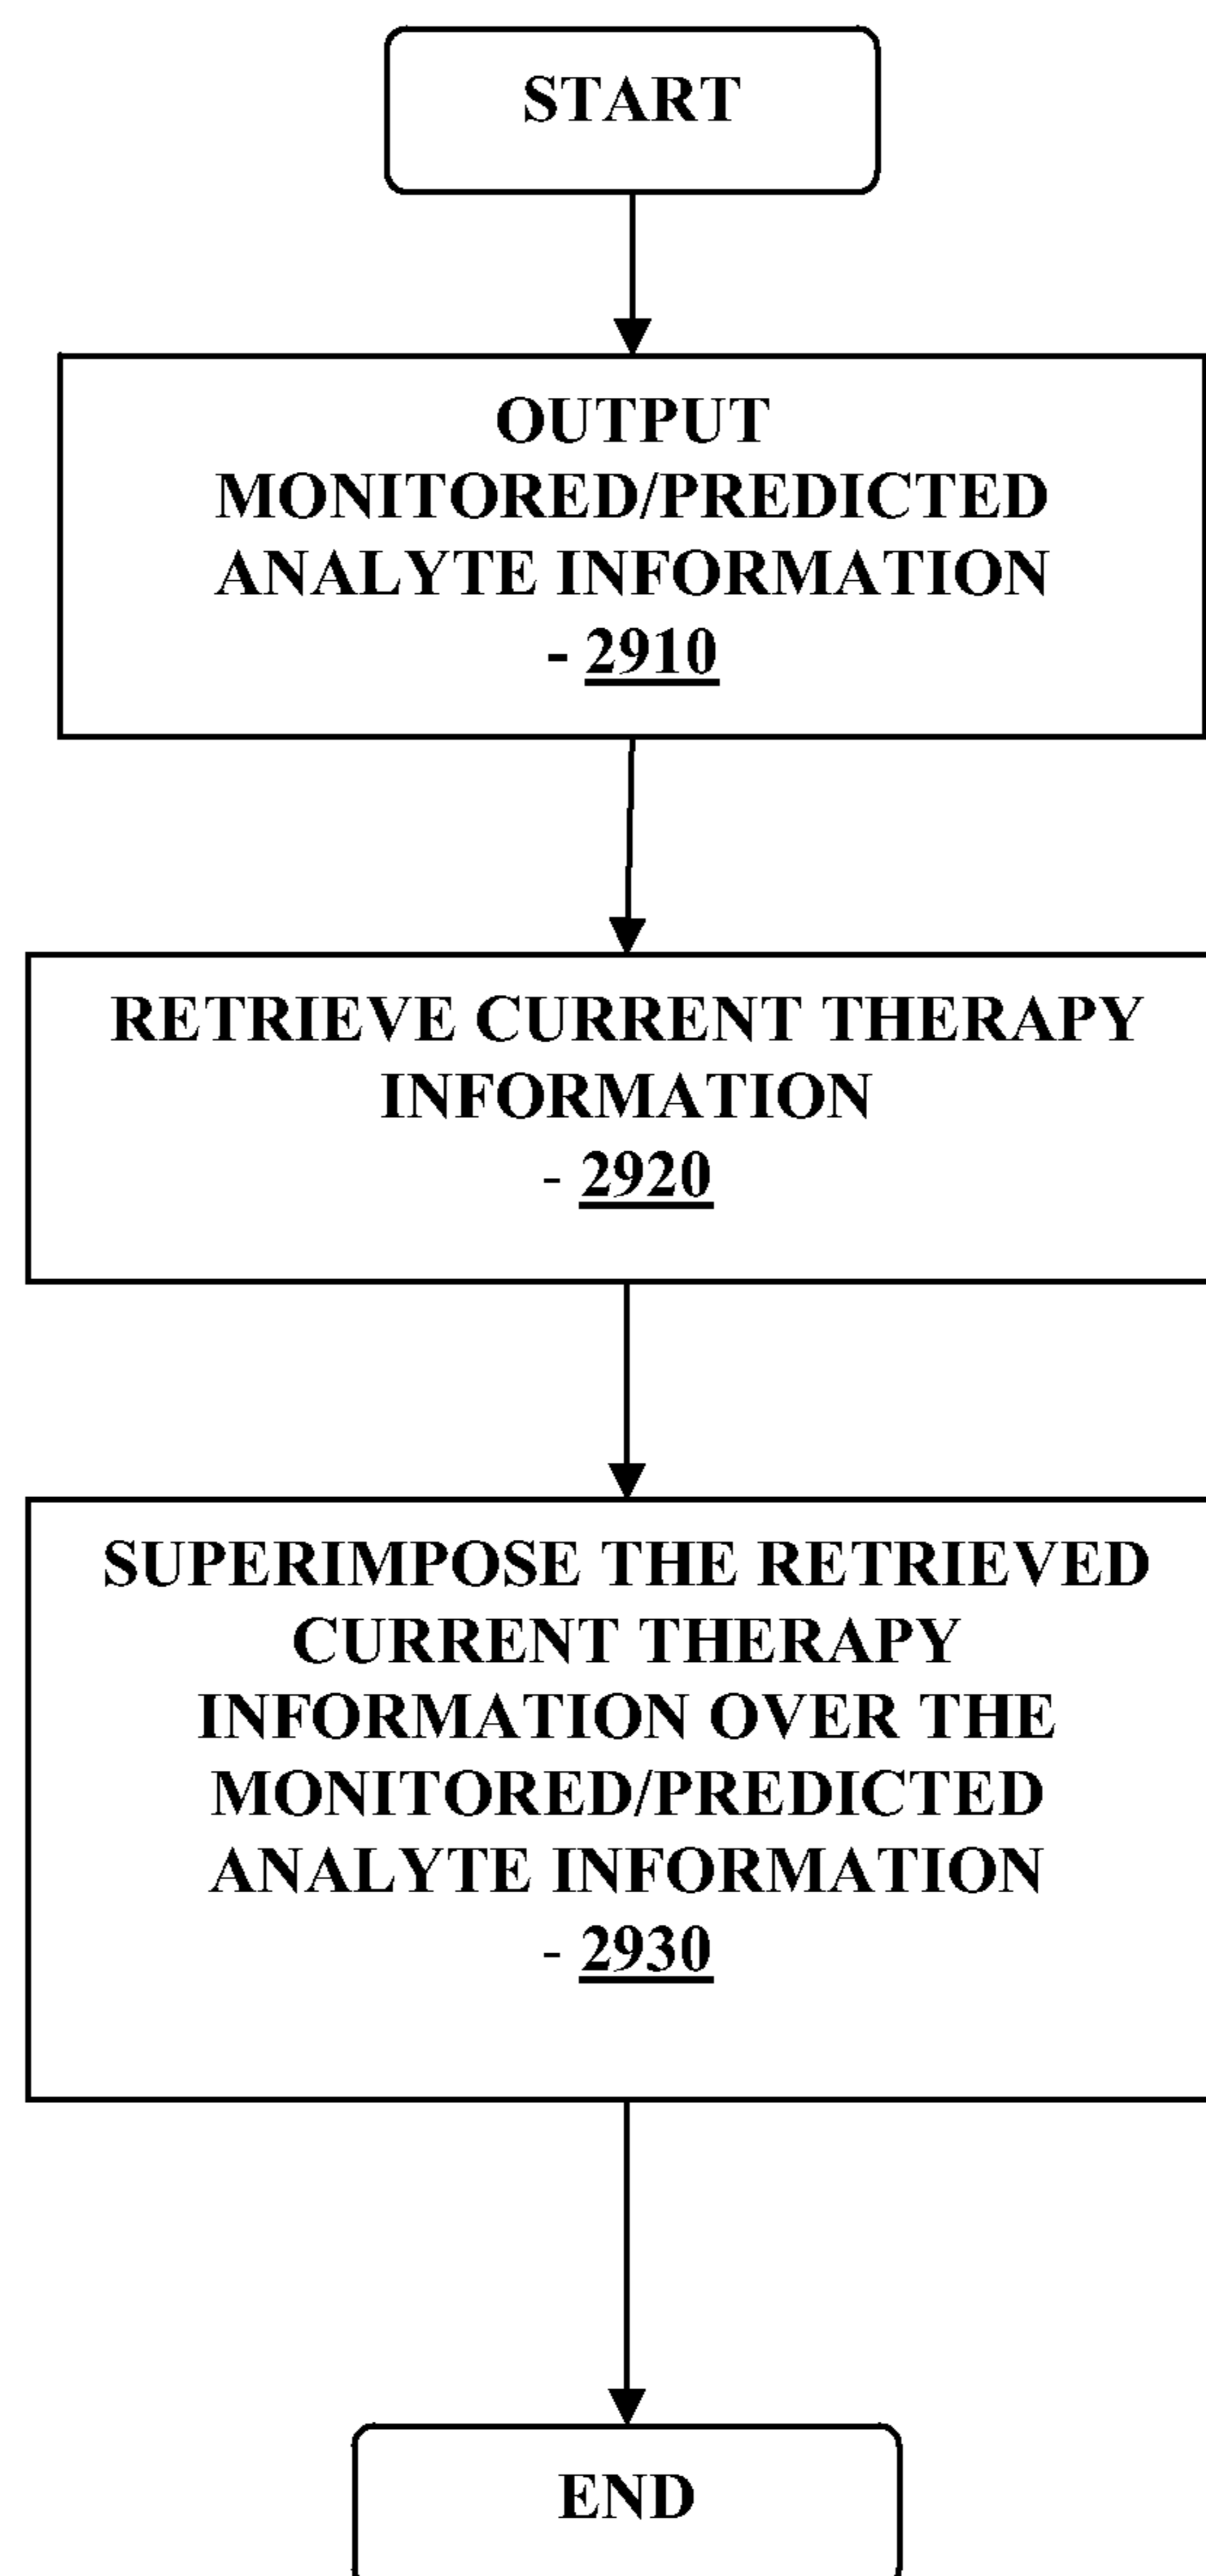 START
OUTPUT
MONITORED/PREDICTED
ANALYTE INFORMATION
- 2910
RETRIEVE CURRENT THERAPY
INFORMATION
- 2920
SUPERIMPOSE THE RETRIEVED
CURRENT THERAPY
INFORMATION OVER THE
MONITORED/PREDICTED
ANALYTE INFORMATION
- 2930
END